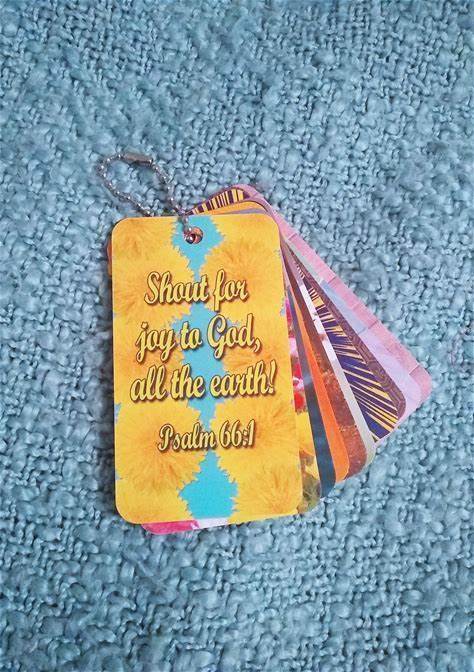 Shout for
joy to God,
all the earth!
Psalm 66:1